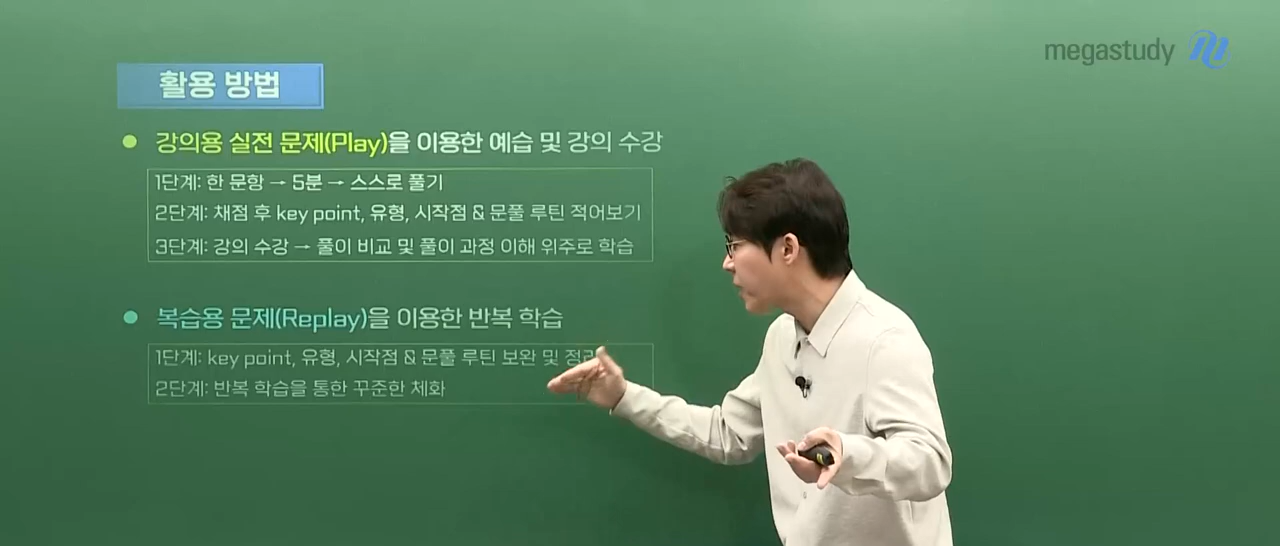 megastudy
활용 방법
강의용 실전 문제(Play)을 이용한 예습 및 강의 수강
1단계: 한 문항 → 5분 → 스스로 풀기
2단계: 채점 후 key point, 유형, 시작점 & 문풀 루틴 적어보기
3단계: 강의 수강 → 풀이 비교 및 풀이 과정 이해 위주로 학습
복습용 문제(Replay)을 이용한 반복 학습
1단계: key point, 유형, 시작점 & 문풀 루틴 보완 및
2단계: 반복 학습을 통한 꾸준한 체화